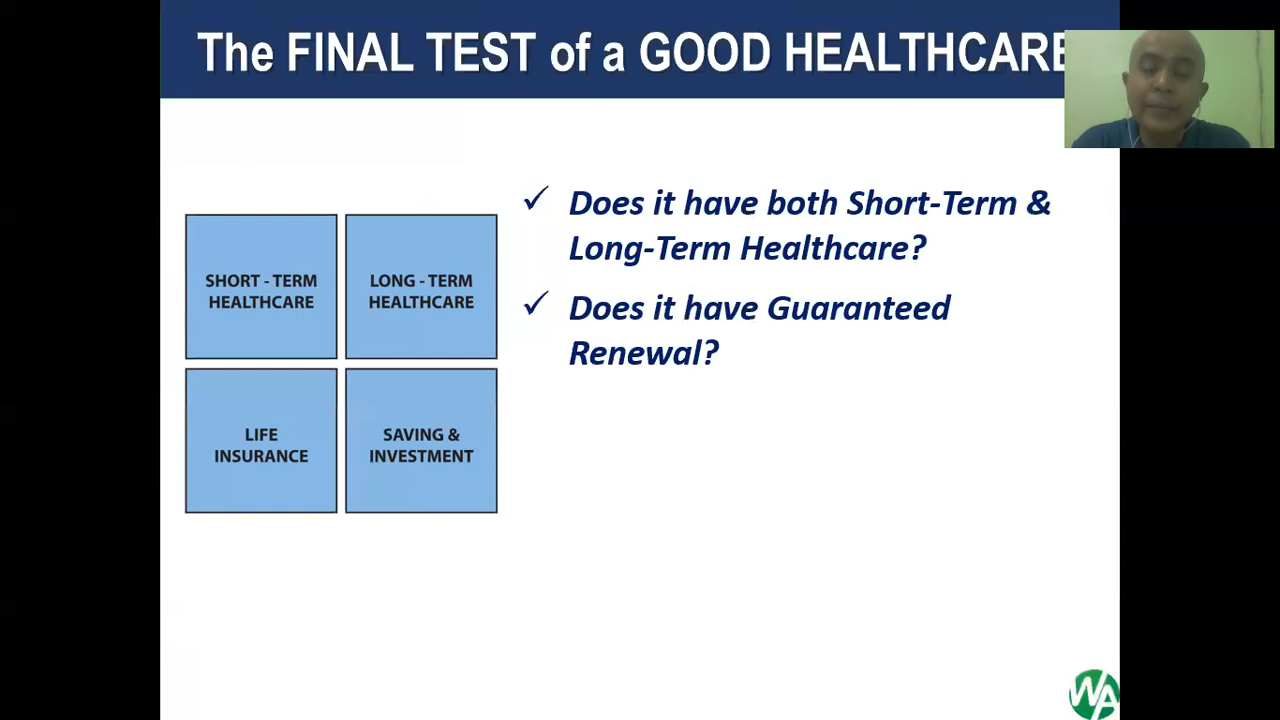 The FINAL TEST of a GOOD HEALTHCARE
✓ Does it have both Short-Term &
Long-Term Healthcare?
✓ Does it have Guaranteed
Renewal?
SHORT - TERM
HEALTHCARE
LONG - TERM
HEALTHCARE
LIFE
INSURANCE
SAVING &
INVESTMENT
WA